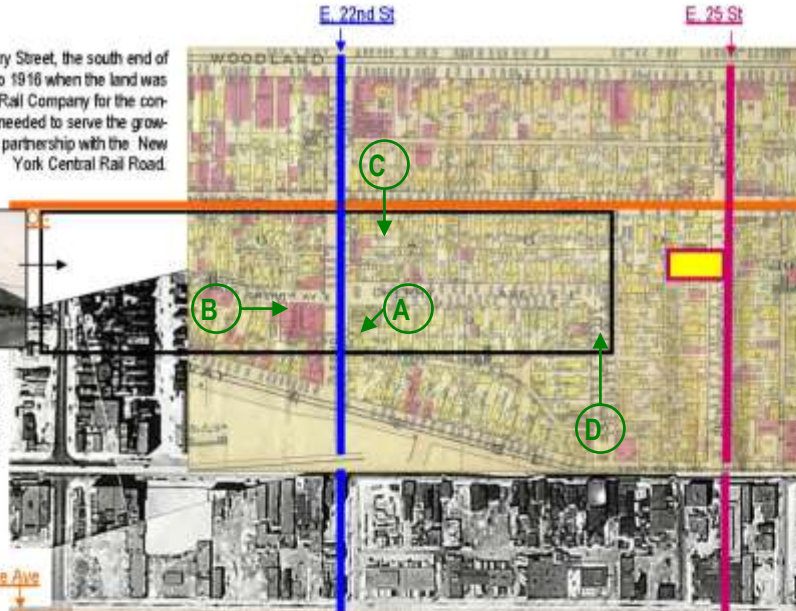 E. 22nd St
E. 25 St
ry Street, the south end of
o 1916 when the land was
Rail Company for the con-
needed to serve the grow-
partnership with the New
York Central Rail Road.
WOODLAND
C
B
A
D
e Ave